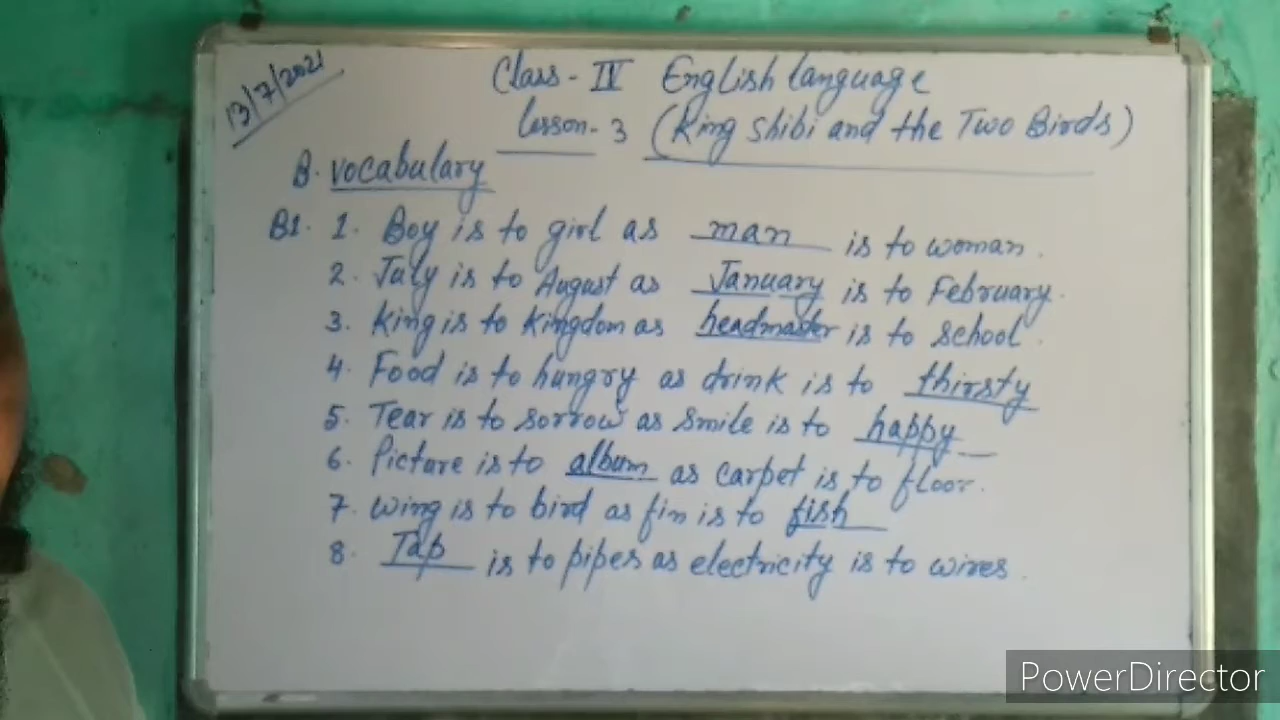 13/7/2021
Class - IV English language
Lesson - 3 (King Shibi and the Two Birds)
B. vocabulary
B1. 1. Boy is to girl as man is to woman.
2. July is to August as January is to February.
3. King is to Kingdom as headmaster is to school.
4. Food is to hungry as drink is to thirsty
5. Tear is to sorrow as smile is to happy
6. Picture is to album as carpet is to floor.
7. wing is to bird as fin is to fish
8. Tap is to pipes as electricity is to wires.
PowerDirector